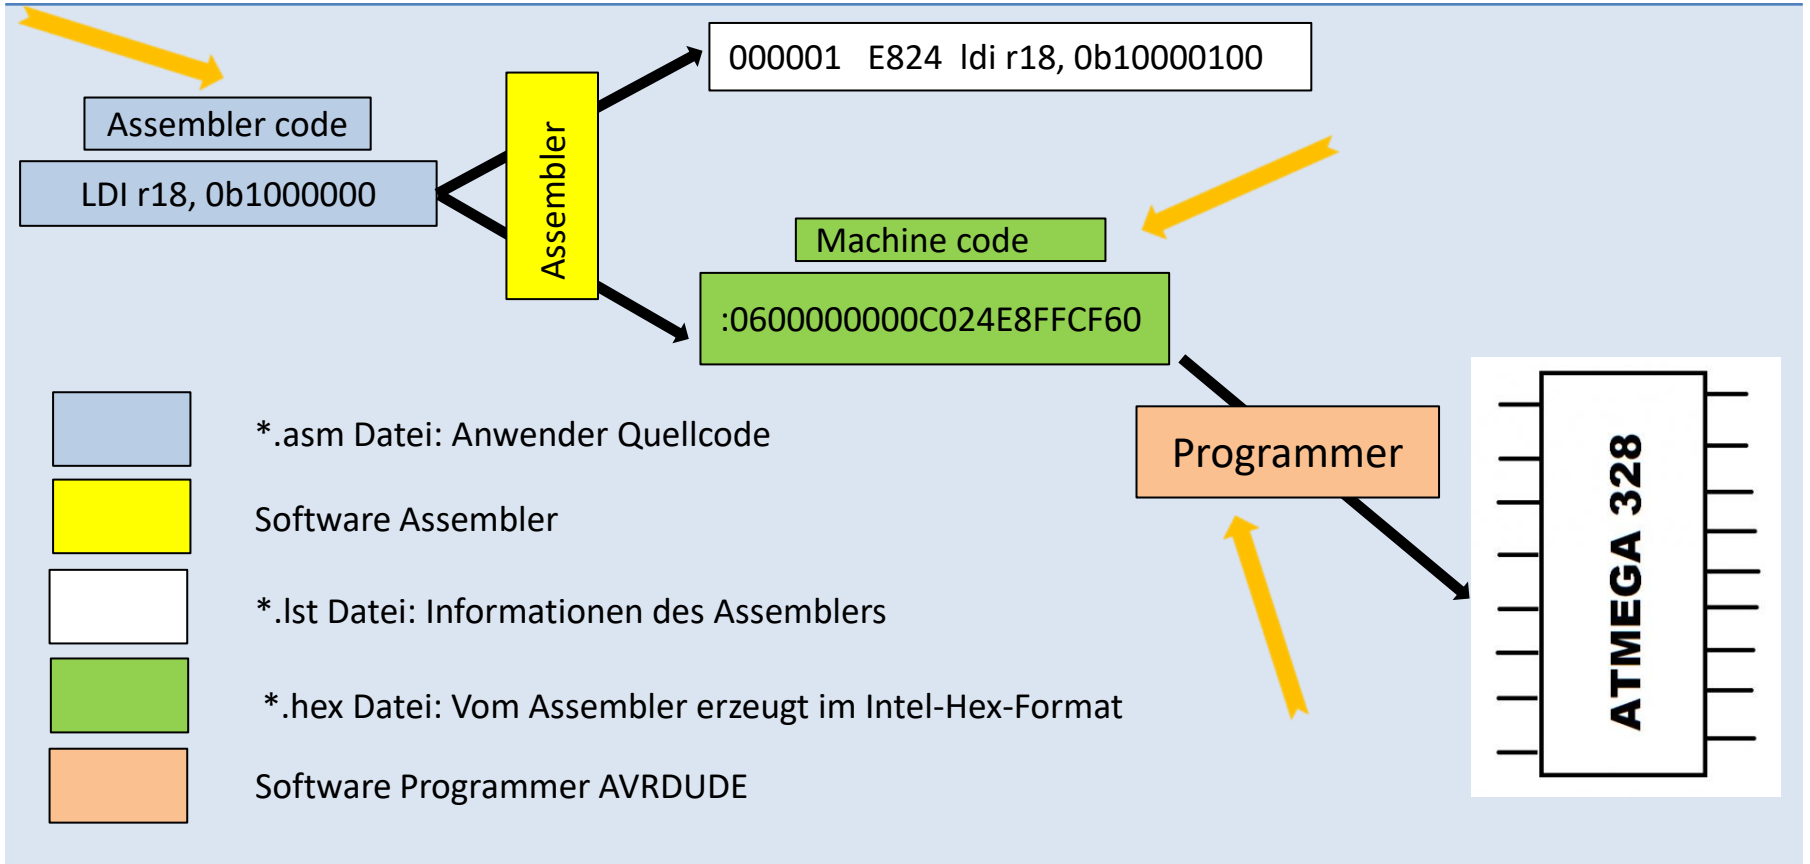 000001 E824 ldi r18, 0b10000100
Assembler code
LDI r18, 0b1000000
Assembler
Machine code
:0600000000C024E8FFCF60
Programmer
ATMEGA 328
*.asm Datei: Anwender Quellcode
Software Assembler
*.lst Datei: Informationen des Assemblers
*.hex Datei: Vom Assembler erzeugt im Intel-Hex-Format
Software Programmer AVRDUDE